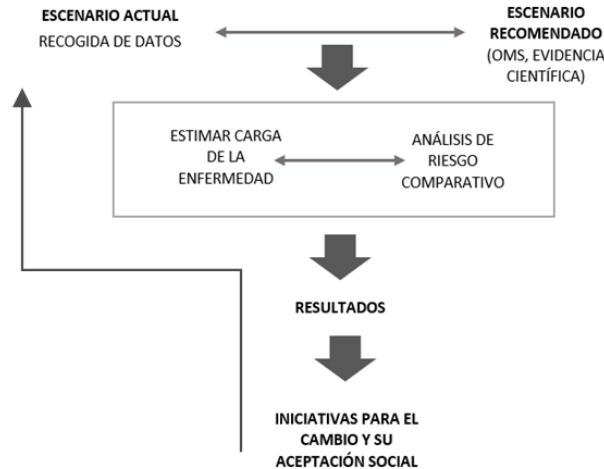 ESCENARIO ACTUAL
RECOGIDA DE DATOS
ESCENARIO
RECOMENDADO
(OMS, EVIDENCIA
CIENTÍFICA)
ESTIMAR CARGA
DE LA
ENFERMEDAD
ANÁLISIS DE
RIESGO
COMPARATIVO
RESULTADOS
INICIATIVAS PARA EL
CAMBIO Y SU
ACEPTACIÓN SOCIAL